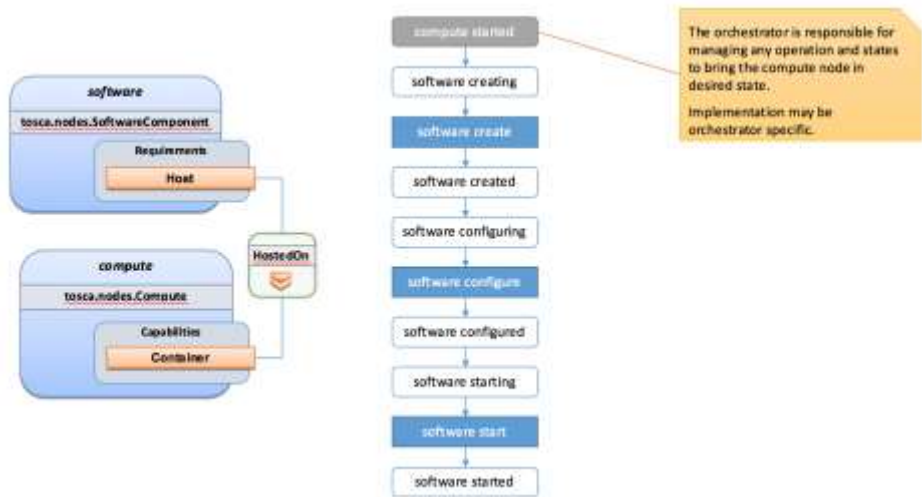 software
tosca.nodes.SoftwareComponent
Requirements
Host
HostedOn
compute
tosca.nodes.Compute
Capabilities
Container
compute started
software creating
software create
software created
software configuring
software configure
software configured
software starting
software start
software started
The orchestrator is responsible for
managing any operation and states
to bring the compute node in
desired state.
Implementation may be
orchestrator specific.